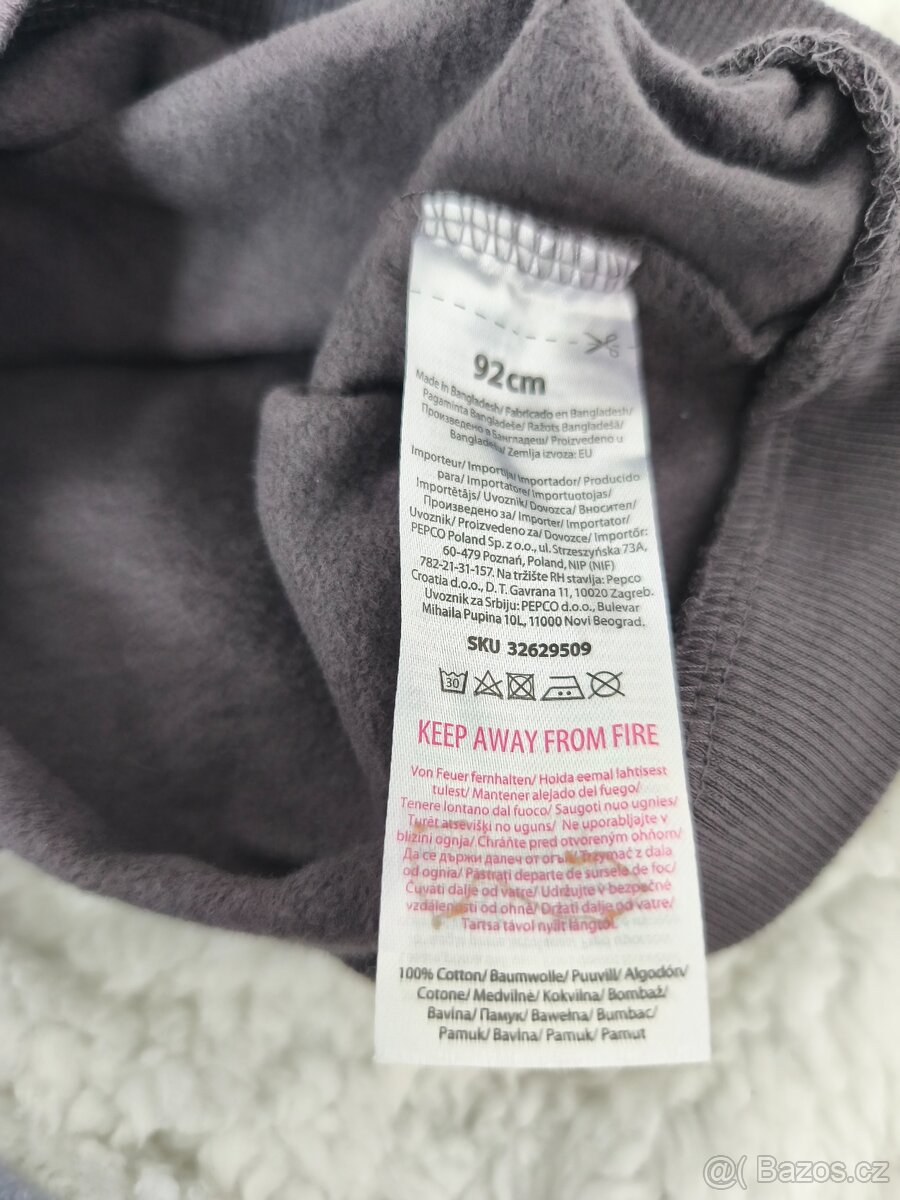 92cm
Made in Bangladesh/ Fabricado en Bangladesh/
Pagaminta Bangladeše/ Ražots Bangladešā/
Произведено в Бангладеш/ Proizvedeno u
Bangladešu/ Zemlja izvoza: EU
Importeur/ Importija/ Importador/ Producido
para/ Importatore/ Importuotojas/
Importētājs/ Uvoznik/ Dovozca/ Вносител/
Произведено за/ Importer/ Importator/
Uvoznik/ Proizvedeno za/ Dovozce/ Importőr:
PEPCO Poland Sp. z o.o., ul. Strzeszyńska 73A,
60-479 Poznań, Poland, NIP (NIF)
782-21-31-157. Na tržište RH stavlja: Pepco
Croatia d.o.o., D. T. Gavrana 11, 10020 Zagreb.
Uvoznik za Srbiju: PEPCO d.o.o., Bulevar
Mihaila Pupina 10L, 11000 Novi Beograd.
SKU 32629509
30
KEEP AWAY FROM FIRE
Von Feuer fernhalten/ Hoida eemal lahtisest
tulest/ Mantener alejado del fuego/
Tenere lontano dal fuoco/ Saugoti nuo ugnies/
Turēt atsevišķi no uguns/ Ne uporabljajte v
bližini ognja/ Chráňte pred otvoreným ohňom/
Да се държи далеч от огън/ Trzymać z dala
od ognia/ Păstrați departe de sursele de foc/
Čuvati dalje od vatre/ Udržujte v bezpečné
vzdálenosti od ohně/ Držati dalje od vatre/
Tartsa távol nyílt lángtól.
100% Cotton/ Baumwolle/ Puuvill/ Algodón/
Cotone/ Medvilnė/ Kokvilna/ Bombaž/
Bavlna/ Памук/ Bawełna/ Bumbac/
Pamuk/ Bavlna/ Pamuk/ Pamut
@( Bazos.cz